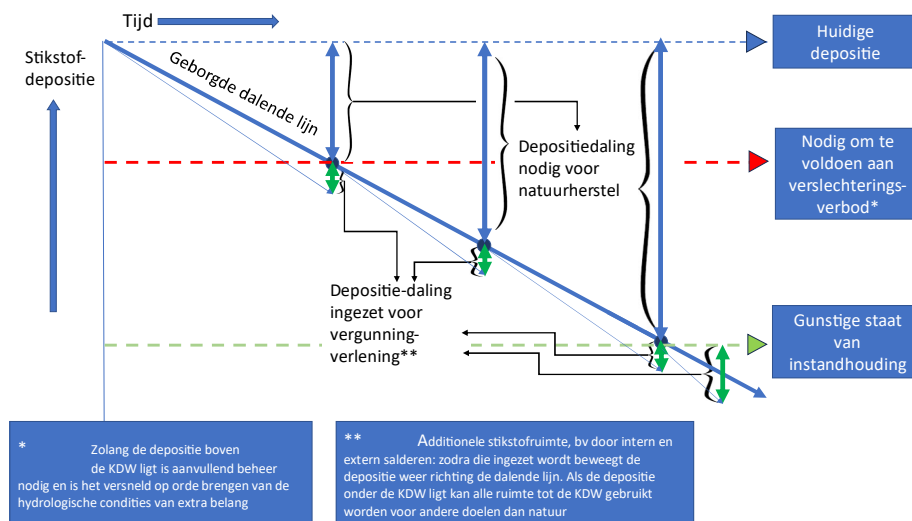 Tijd
Stikstof-
depositie
Geborgde dalende lijn
Huidige
depositie
Depositiedaling
nodig voor
natuurherstel
Nodig om te
voldoen aan
verslechterings-
verbod*
Depositie-daling
ingezet voor
vergunning-
verlening**
Gunstige staat
van
instandhouding
* Zolang de depositie boven
de KDW ligt is aanvullend beheer
nodig en is het versneld op orde brengen van de
hydrologische condities van extra belang
** Additionele stikstofruimte, bv door intern en
extern salderen: zodra die ingezet wordt beweegt de
depositie weer richting de dalende lijn. Als de depositie
onder de KDW ligt kan alle ruimte tot de KDW gebruikt
worden voor andere doelen dan natuur